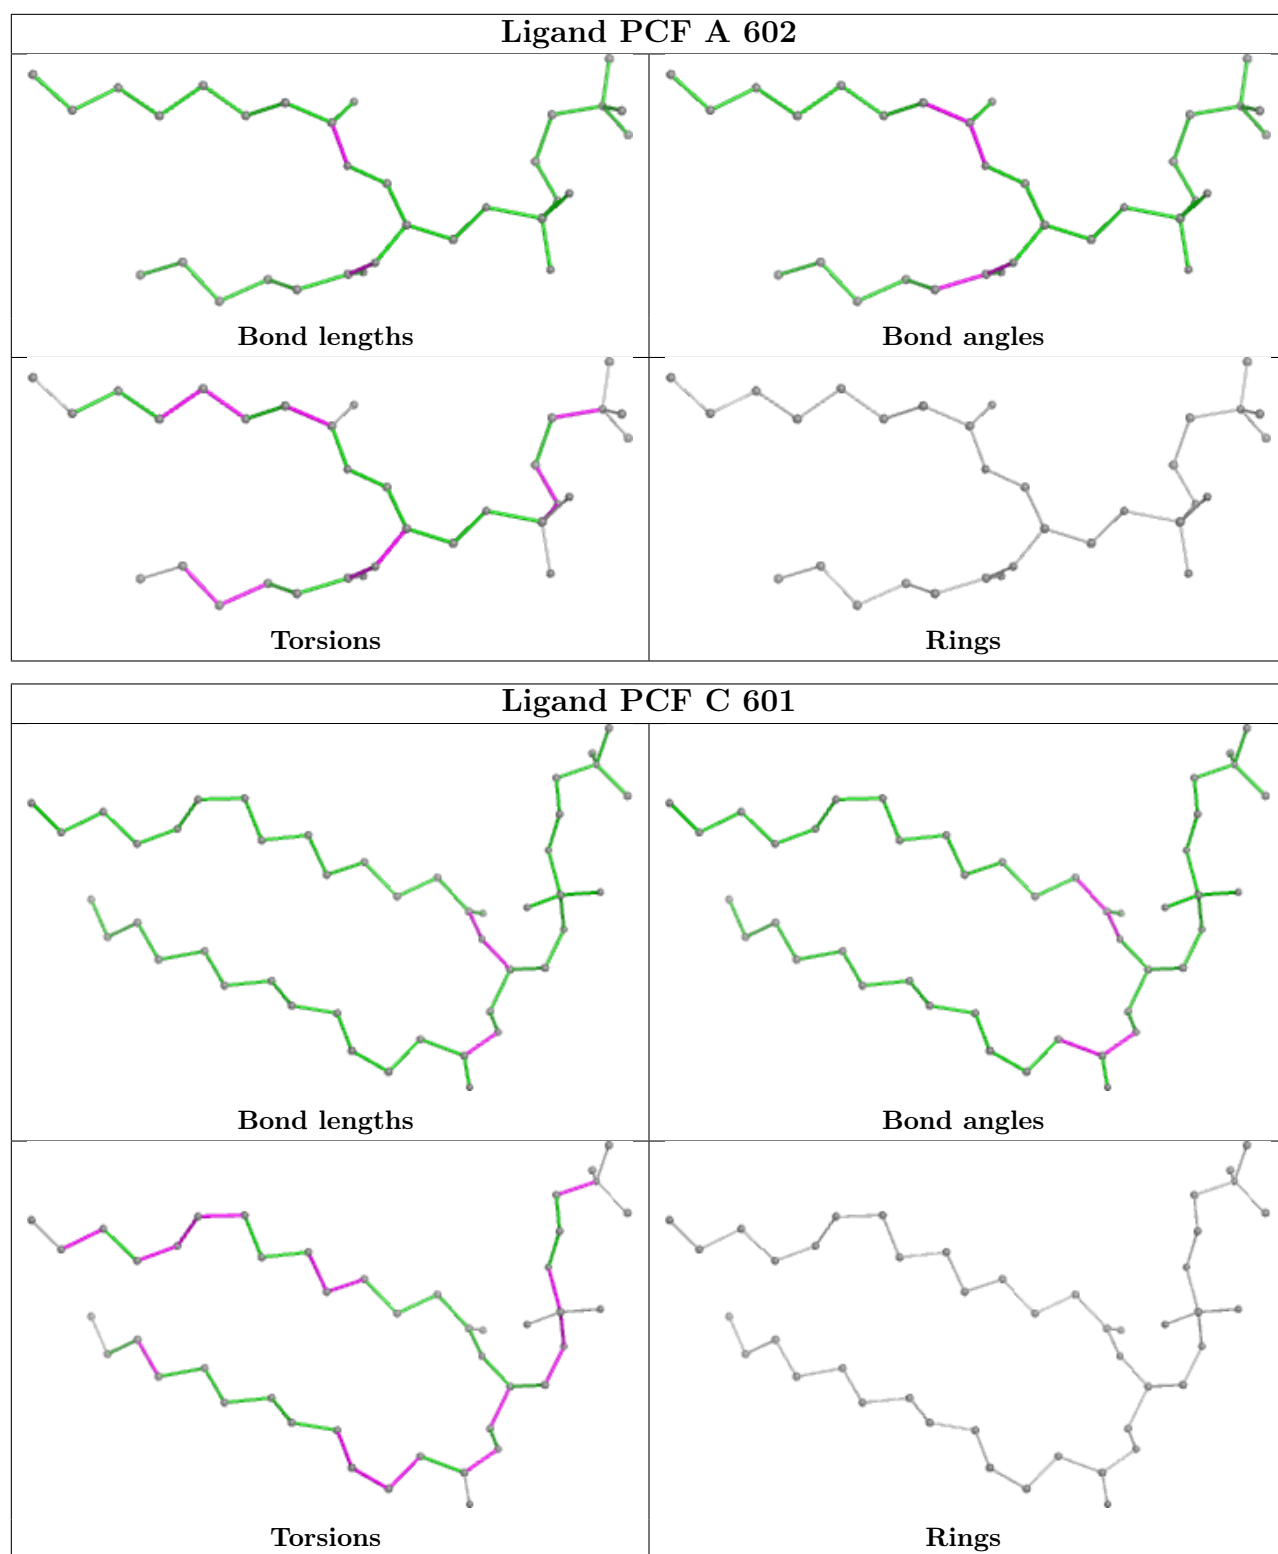 Ligand PCF A 602
Bond lengths
Bond angles
Torsions
Rings
Ligand PCF C 601
Bond lengths
Bond angles
Torsions
Rings